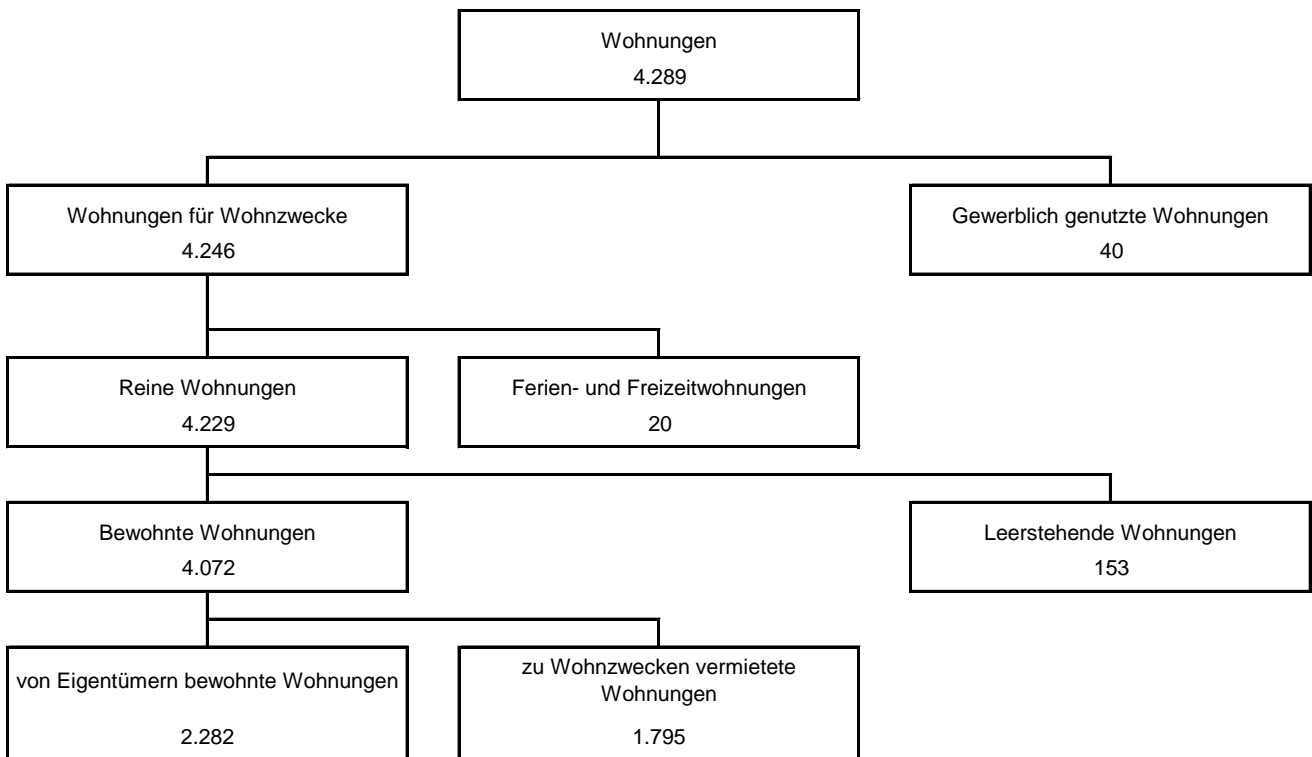 Wohnungen
4.289
Wohnungen für Wohnzwecke
4.246
Gewerblich genutzte Wohnungen
40
Reine Wohnungen
4.229
Ferien- und Freizeitwohnungen
20
Bewohnte Wohnungen
4.072
Leerstehende Wohnungen
153
von Eigentümern bewohnte Wohnungen
2.282
zu Wohnzwecken vermietete
Wohnungen
1.795